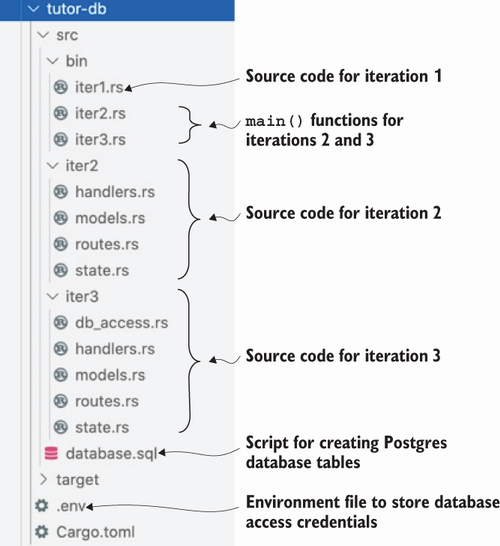 tutor-db
src
bin
iter1.rs
Source code for iteration 1
iter2.rs
main() functions for
iter3.rs
iterations 2 and 3
iter2
handlers.rs
models.rs
Source code for iteration 2
routes.rs
state.rs
iter3
db_access.rs
handlers.rs
Source code for iteration 3
models.rs
routes.rs
state.rs
database.sql
Script for creating Postgres
database tables
target
.env
Environment file to store database
access credentials
Cargo.toml